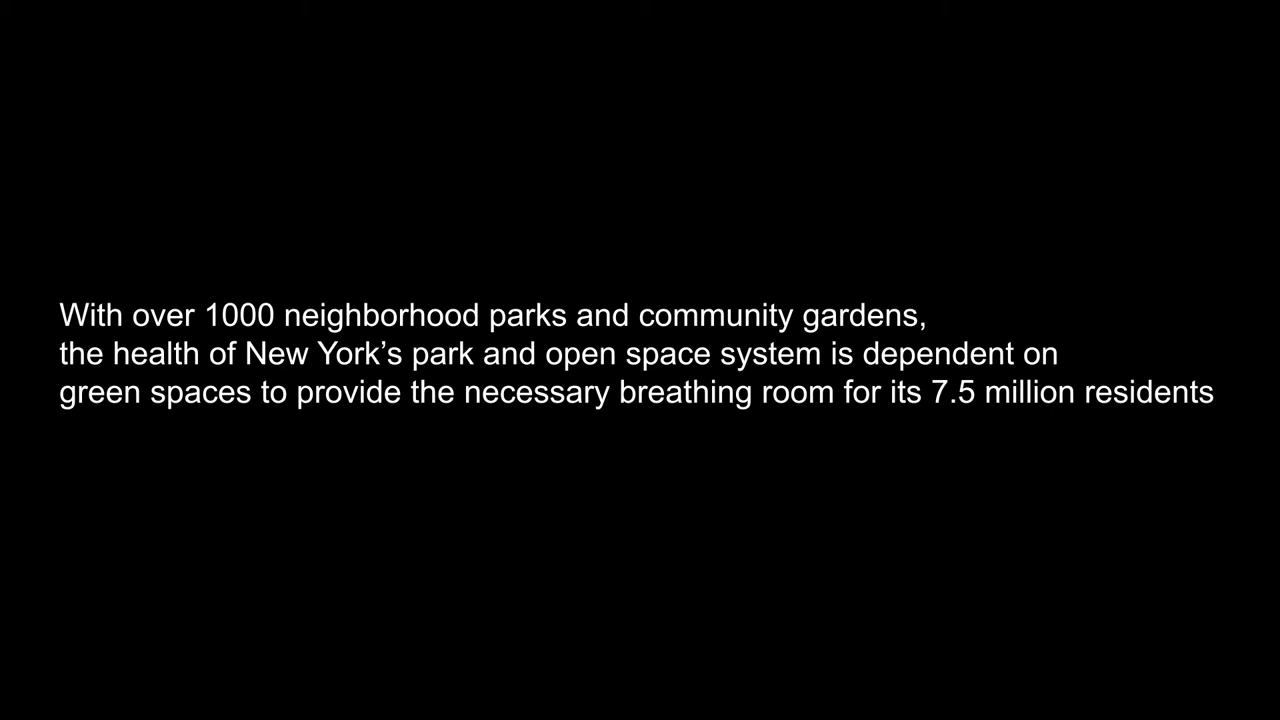 With over 1000 neighborhood parks and community gardens,
the health of New York’s park and open space system is dependent on
green spaces to provide the necessary breathing room for its 7.5 million residents